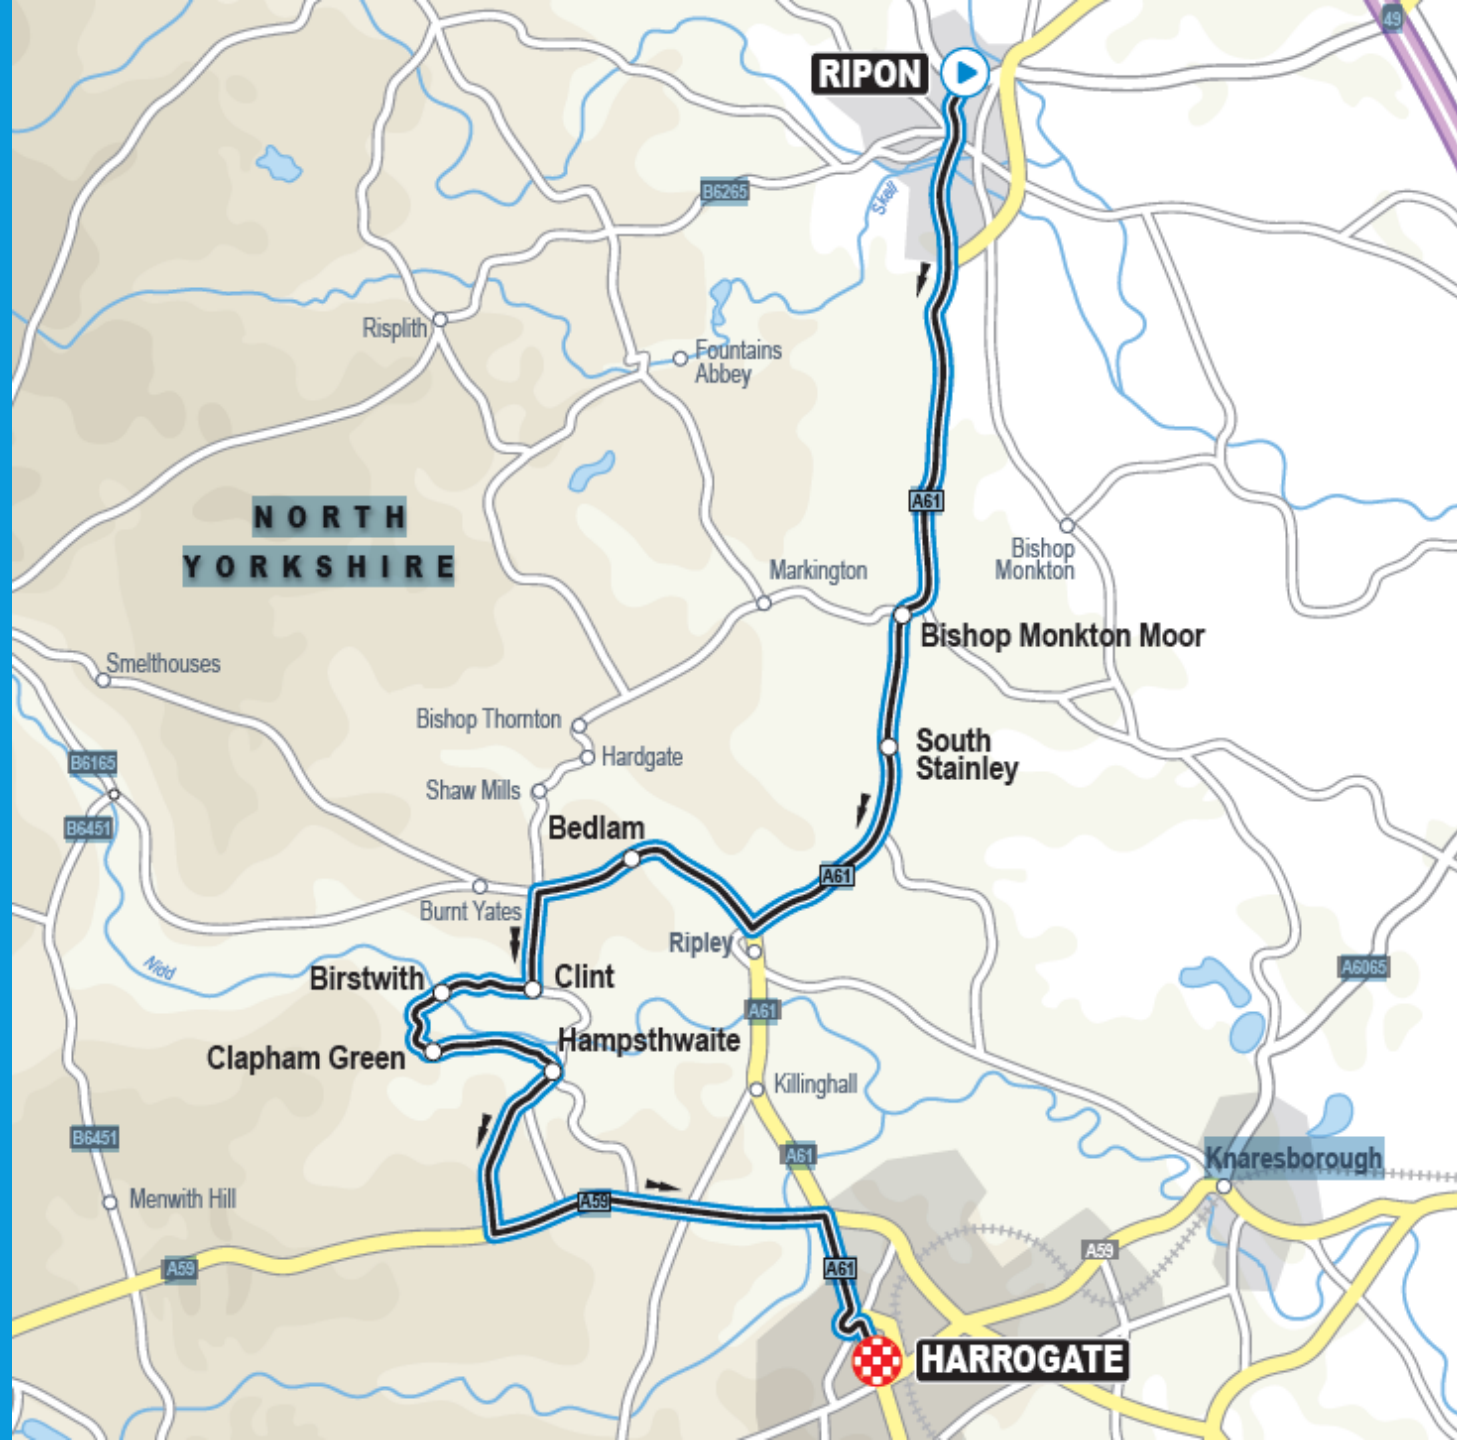 49
RIPON
B6265
Skell
Risplith
Fountains
Abbey
A61
NORTH
YORKSHIRE
Bishop
Monkton
Markington
Bishop Monkton Moor
Smelthouses
Bishop Thornton
Hardgate
South
Stainley
B6165
Shaw Mills
B6451
Bedlam
A61
Burnt Yates
Ripley
Nidd
Birstwith
Clint
A6065
A61
Hampsthwaite
Clapham Green
Killinghall
B6451
A61
Knaresborough
Menwith Hill
A59
A59
A59
A61
HARROGATE